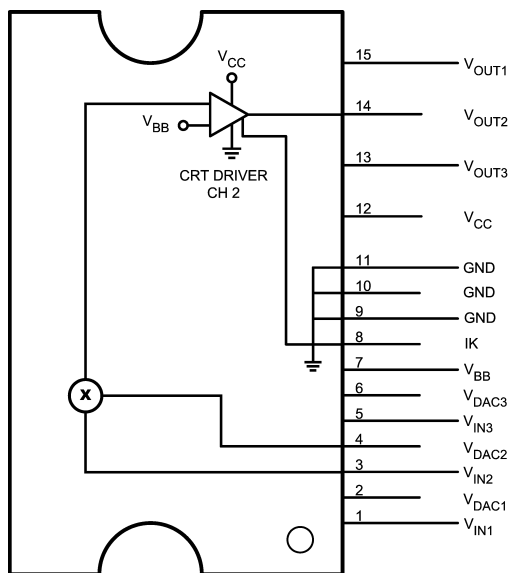 15 VOUT1
VCC
14 VOUT2
VBB
13 VOUT3
CRT DRIVER
CH 2
12 VCC
11 GND
10 GND
9 GND
8 IK
7 VBB
6 VDAC3
X
5 VIN3
4 VDAC2
3 VIN2
2 VDAC1
1 VIN1